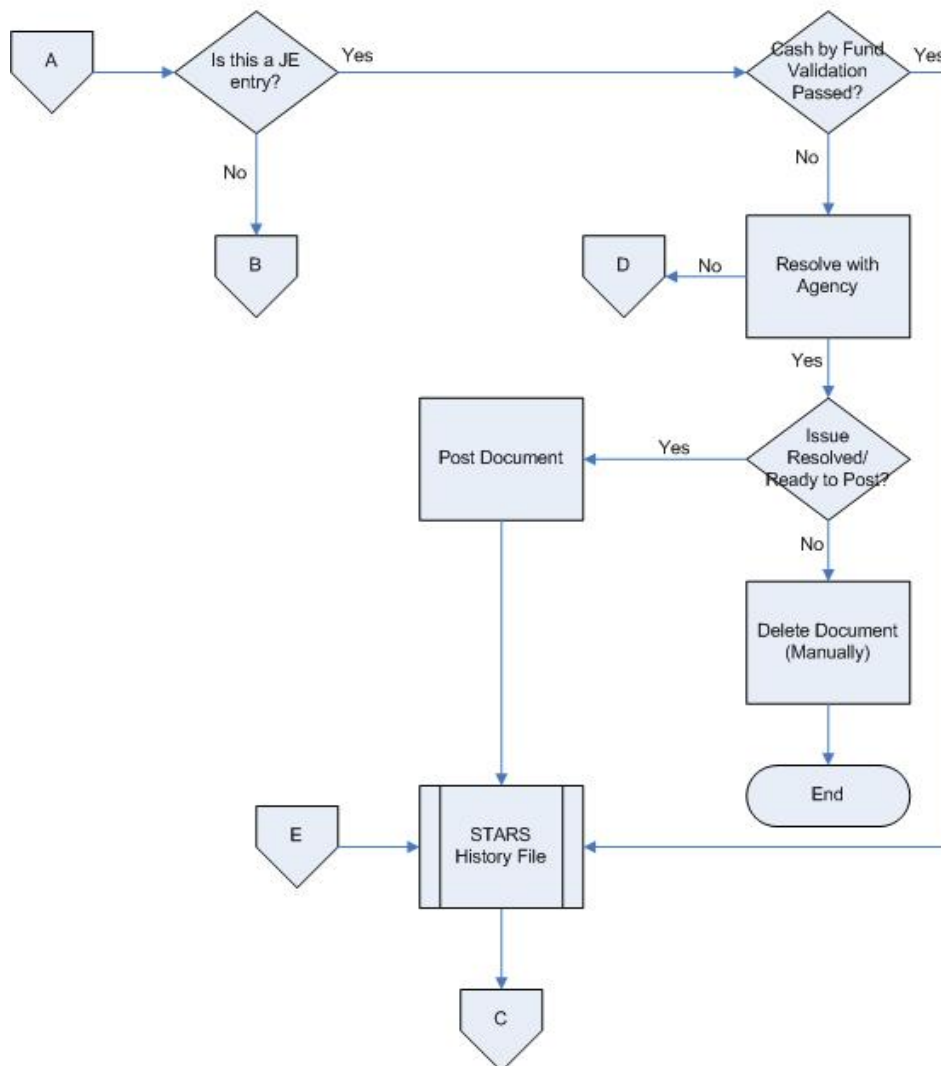 A
Is this a JE
entry?
Yes
Cash by Fund
Validation
Passed?
Yes
No
No
B
D
No
Resolve with
Agency
Yes
Post Document
Yes
Issue
Resolved/
Ready to Post?
No
Delete Document
(Manually)
End
E
STARS
History File
C